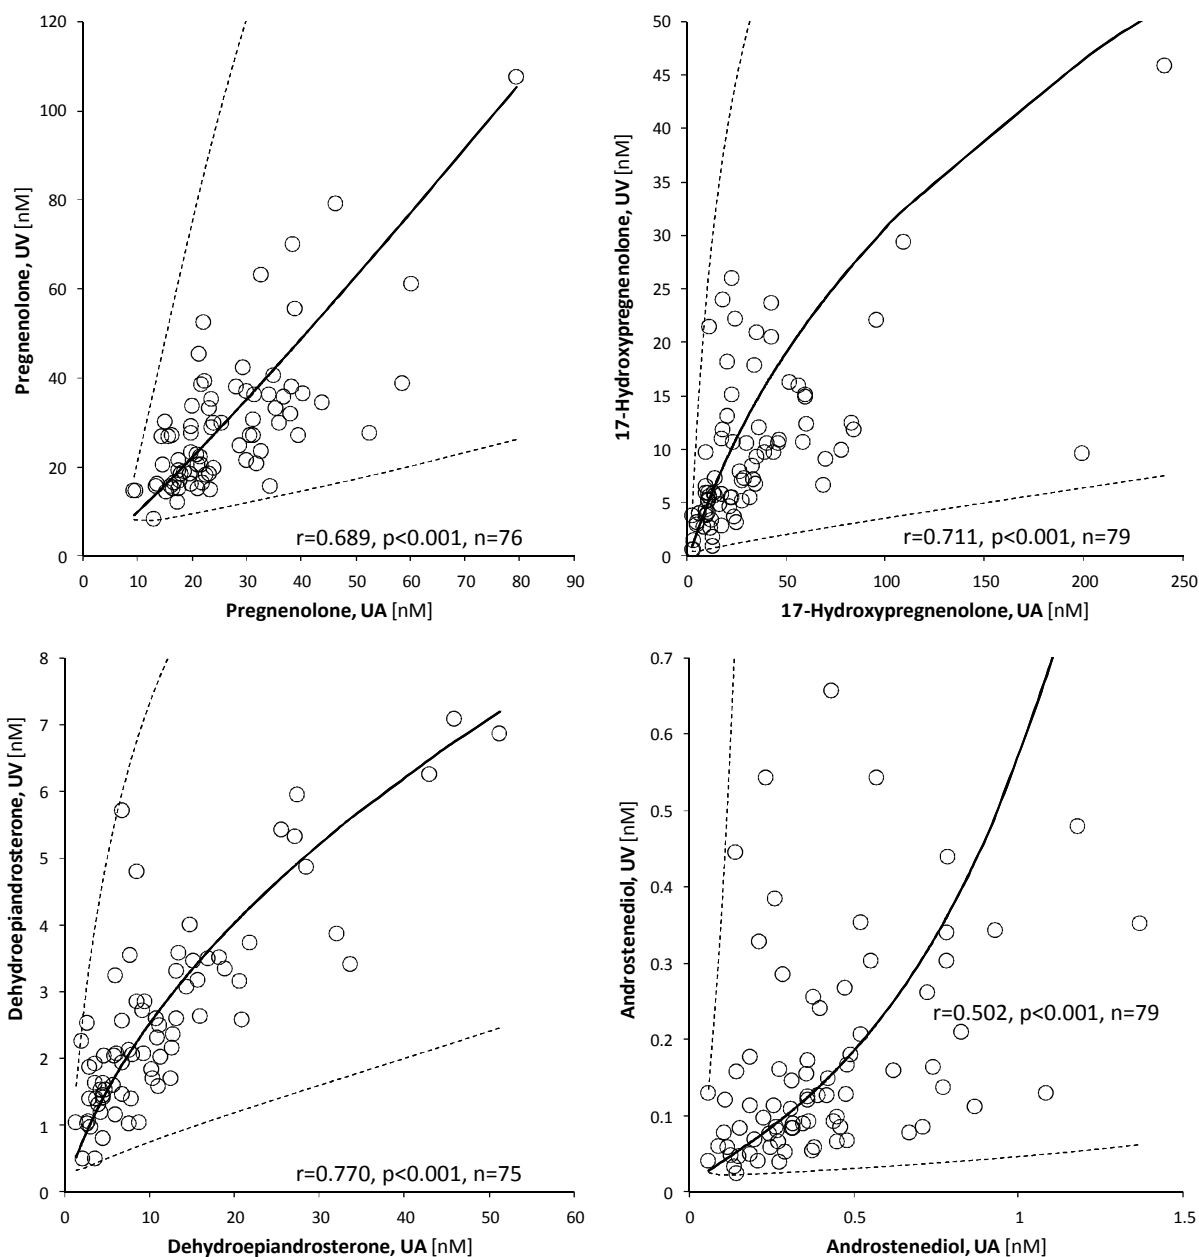 120
100
80
60
40
20
0
Pregnenolone, UV [nM]
r=0.689, p<0.001, n=76
0 10 20 30 40 50 60 70 80 90
Pregnenolone, UA [nM]
50
45
40
35
30
25
20
15
10
5
0
17-Hydroxypregnenolone, UV [nM]
r=0.711, p<0.001, n=79
0 50 100 150 200 250
17-Hydroxypregnenolone, UA [nM]
8
7
6
5
4
3
2
1
0
Dehydroepiandrosterone, UV [nM]
r=0.770, p<0.001, n=75
0 10 20 30 40 50 60
Dehydroepiandrosterone, UA [nM]
0.7
0.6
0.5
0.4
0.3
0.2
0.1
0
Androstenediol, UV [nM]
r=0.502, p<0.001, n=79
0 0.5 1 1.5
Androstenediol, UA [nM]